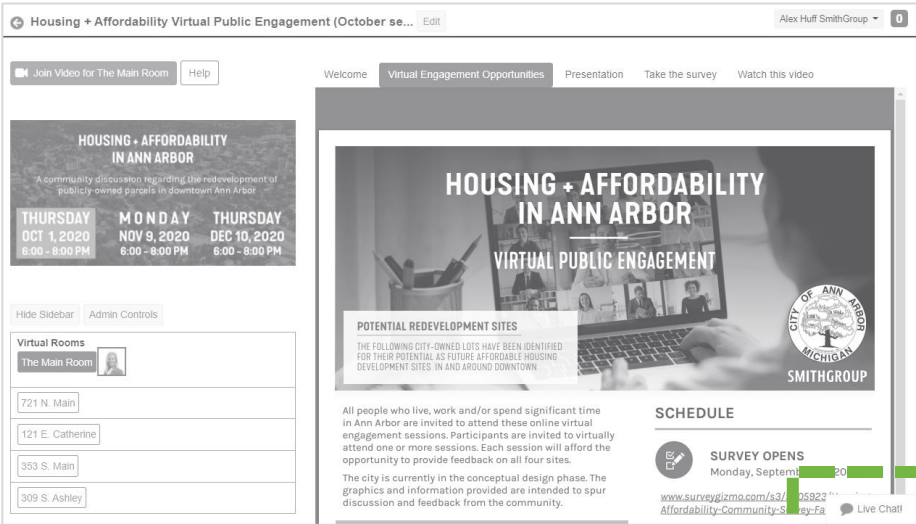 Housing + Affordability Virtual Public Engagement (October se... Edit
Alex Huff SmithGroup
0
Join Video for The Main Room
Help
HOUSING + AFFORDABILITY
IN ANN ARBOR
A community discussion regarding the redevelopment of
publicly-owned parcels in downtown Ann Arbor
THURSDAY
OCT 1, 2020
6:00 - 8:00 PM
MONDAY
NOV 9, 2020
6:00 - 8:00 PM
THURSDAY
DEC 10, 2020
6:00 - 8:00 PM
Hide Sidebar
Admin Controls
Virtual Rooms
The Main Room
721 N. Main
121 E. Catherine
353 S. Main
309 S. Ashley
Welcome
Virtual Engagement Opportunities
Presentation
Take the survey
Watch this video
HOUSING + AFFORDABILITY
IN ANN ARBOR
VIRTUAL PUBLIC ENGAGEMENT
POTENTIAL REDEVELOPMENT SITES
THE FOLLOWING CITY-OWNED LOTS HAVE BEEN IDENTIFIED
FOR THEIR POTENTIAL AS FUTURE AFFORDABLE HOUSING
DEVELOPMENT SITES IN AND AROUND DOWNTOWN
CITY OF ANN ARBOR
MICHIGAN
SMITHGROUP
All people who live, work and/or spend significant time
in Ann Arbor are invited to attend these online virtual
engagement sessions. Participants are invited to virtually
attend one or more sessions. Each session will afford the
opportunity to provide feedback on all four sites.
The city is currently in the conceptual design phase. The
graphics and information provided are intended to spur
discussion and feedback from the community.
SCHEDULE
SURVEY OPENS
Monday,
www.surveygizmo.com/s3/
Affordability-Community-
Live Chat